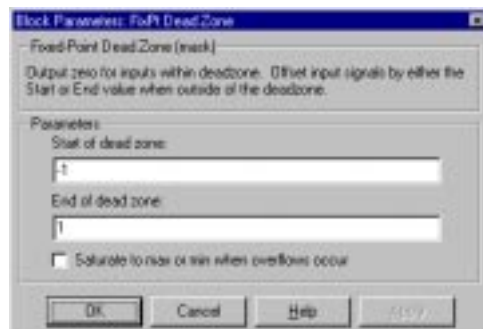 Block Parameters: FixPt Dead Zone
Fixed-Point Dead Zone (mask)
Output zero for inputs within deadzone. Offset input signals by either the
Start or End value when outside of the deadzone.
Parameters
Start of dead zone:
-1
End of dead zone:
1
Saturate to max or min when overflows occur
OK Cancel Help Apply